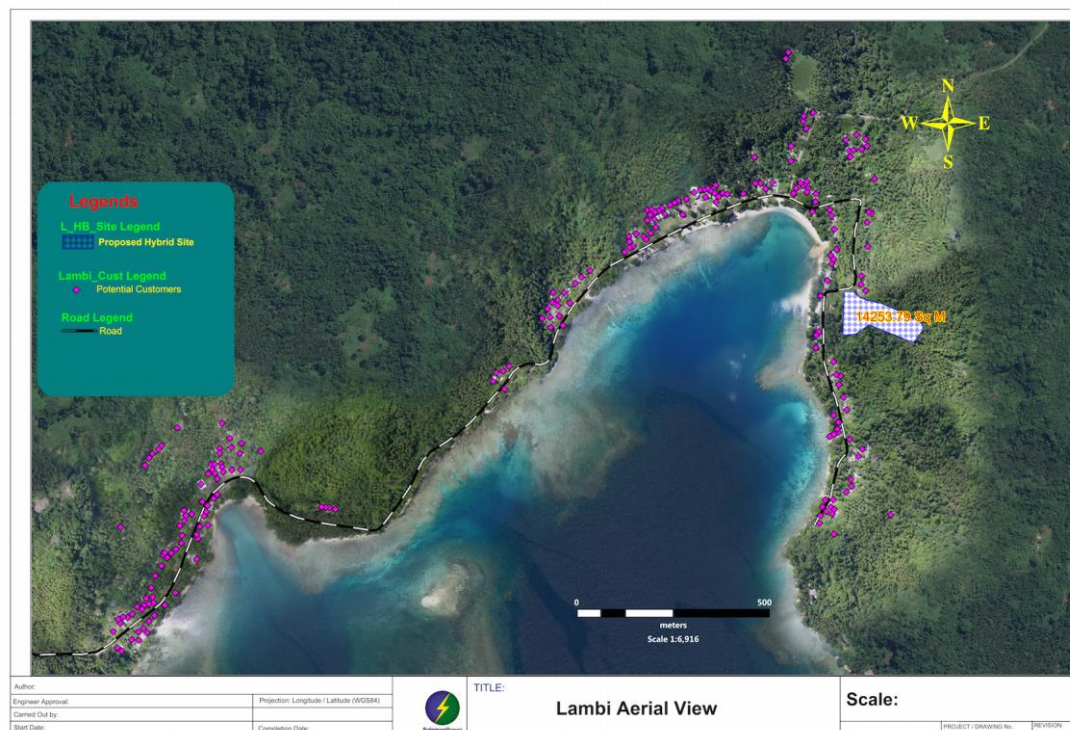 N
W E
S
Legends
L_HB_Site Legend
Proposed Hybrid Site
Lambi_Cust Legend
Potential Customers
Road Legend
Road
14253.79 Sq M
0 500
meters
Scale 1:6,916
Author:
Engineer Approval:
Carried Out by:
Start Date:
Projection: Longitude / Latitude (WGS84)
Completion Date:
SolomonPower
TITLE:
Lambi Aerial View
Scale:
PROJECT / DRAWING No.
REVISION